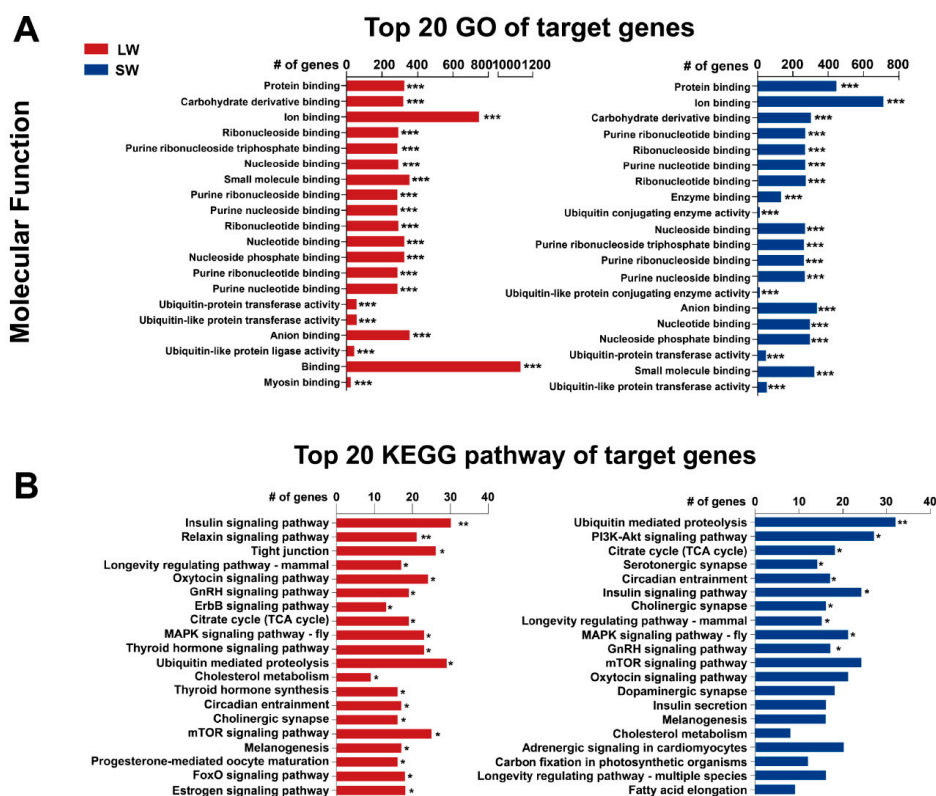 A
Top 20 GO of target genes
LW
SW
Molecular Function
# of genes 0 200 400 600 800 1000 1200
Protein binding ***
Carbohydrate derivative binding ***
Ion binding ***
Ribonucleoside binding ***
Purine ribonucleoside triphosphate binding ***
Nucleoside binding ***
Small molecule binding ***
Purine ribonucleoside binding ***
Purine nucleoside binding ***
Ribonucleotide binding ***
Nucleotide binding ***
Nucleoside phosphate binding ***
Purine ribonucleotide binding ***
Purine nucleotide binding ***
Ubiquitin-protein transferase activity ***
Ubiquitin-like protein transferase activity ***
Anion binding ***
Ubiquitin-like protein ligase activity ***
Binding ***
Myosin binding ***
# of genes 0 200 400 600 800
Protein binding ***
Ion binding ***
Carbohydrate derivative binding ***
Purine ribonucleotide binding ***
Ribonucleoside binding ***
Purine nucleotide binding ***
Ribonucleotide binding ***
Enzyme binding ***
Ubiquitin conjugating enzyme activity ***
Nucleoside binding ***
Purine ribonucleoside triphosphate binding ***
Purine ribonucleoside binding ***
Purine nucleoside binding ***
Ubiquitin-like protein conjugating enzyme activity ***
Anion binding ***
Nucleotide binding ***
Nucleoside phosphate binding ***
Ubiquitin-protein transferase activity ***
Small molecule binding ***
Ubiquitin-like protein transferase activity ***
B
Top 20 KEGG pathway of target genes
# of genes 0 10 20 30 40
Insulin signaling pathway **
Relaxin signaling pathway **
Tight junction *
Longevity regulating pathway - mammal *
Oxytocin signaling pathway *
GnRH signaling pathway *
ErbB signaling pathway *
Citrate cycle (TCA cycle) *
MAPK signaling pathway - fly *
Thyroid hormone signaling pathway *
Ubiquitin mediated proteolysis *
Cholesterol metabolism *
Thyroid hormone synthesis *
Circadian entrainment *
Cholinergic synapse *
mTOR signaling pathway *
Melanogenesis *
Progesterone-mediated oocyte maturation *
FoxO signaling pathway *
Estrogen signaling pathway *
# of genes 0 10 20 30 40
Ubiquitin mediated proteolysis **
PI3K-Akt signaling pathway *
Citrate cycle (TCA cycle) *
Serotonergic synapse *
Circadian entrainment *
Insulin signaling pathway *
Cholinergic synapse *
Longevity regulating pathway - mammal *
MAPK signaling pathway - fly *
GnRH signaling pathway *
mTOR signaling pathway
Oxytocin signaling pathway
Dopaminergic synapse
Insulin secretion
Melanogenesis
Cholesterol metabolism
Adrenergic signaling in cardiomyocytes
Carbon fixation in photosynthetic organisms
Longevity regulating pathway - multiple species
Fatty acid elongation